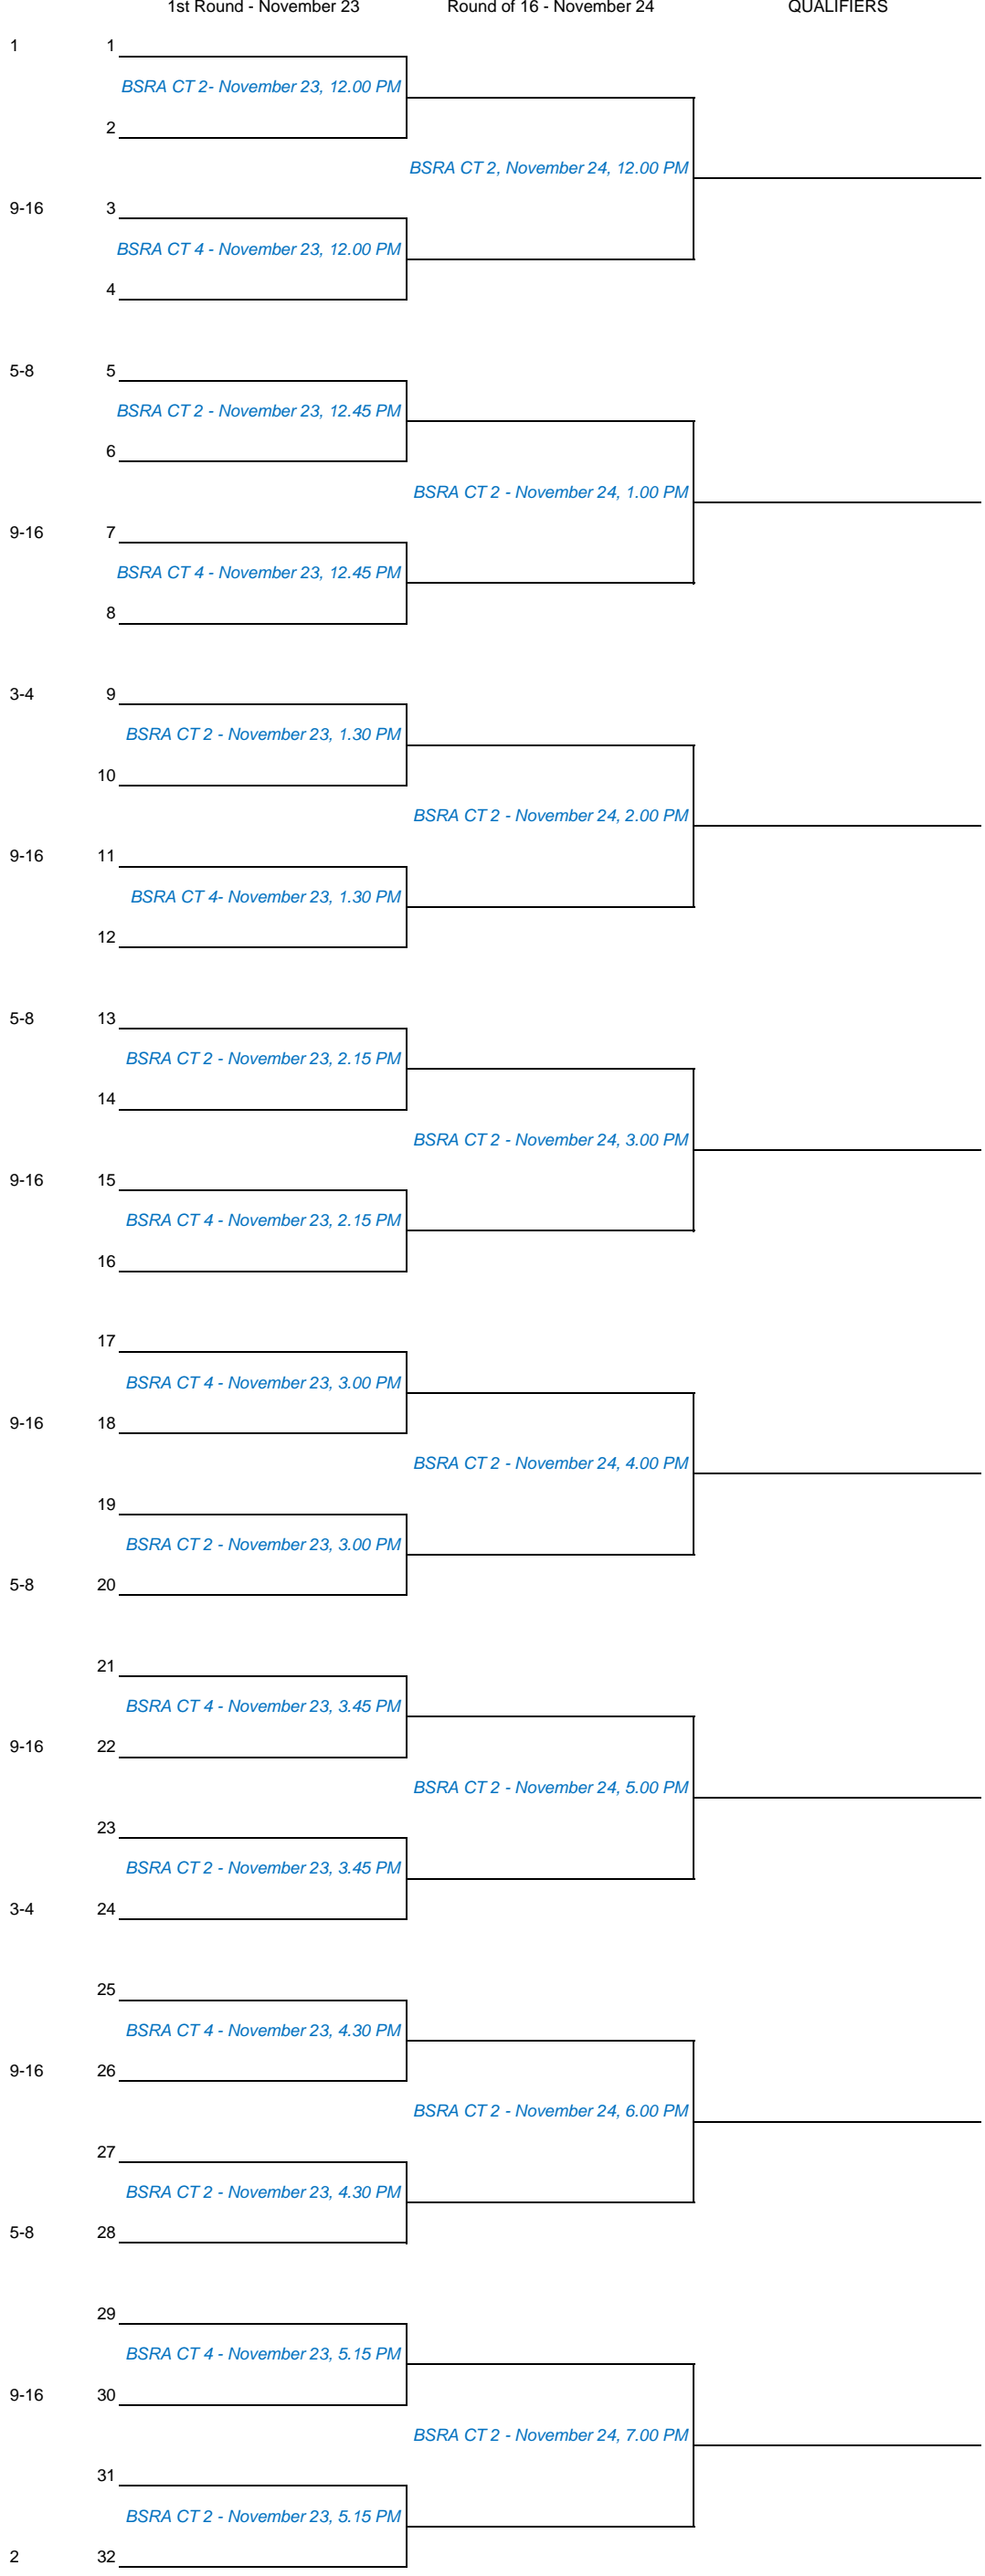 1st Round - November 23 Round of 16 - November 24 QUALIFIERS
1 1
BSRA CT 2- November 23, 12.00 PM
2
BSRA CT 2, November 24, 12.00 PM
9-16 3
BSRA CT 4 - November 23, 12.00 PM
4
5-8 5
BSRA CT 2 - November 23, 12.45 PM
6
BSRA CT 2 - November 24, 1.00 PM
9-16 7
BSRA CT 4 - November 23, 12.45 PM
8
3-4 9
BSRA CT 2 - November 23, 1.30 PM
10
BSRA CT 2 - November 24, 2.00 PM
9-16 11
BSRA CT 4- November 23, 1.30 PM
12
5-8 13
BSRA CT 2 - November 23, 2.15 PM
14
BSRA CT 2 - November 24, 3.00 PM
9-16 15
BSRA CT 4 - November 23, 2.15 PM
16
17
BSRA CT 4 - November 23, 3.00 PM
9-16 18
BSRA CT 2 - November 24, 4.00 PM
19
BSRA CT 2 - November 23, 3.00 PM
5-8 20
21
BSRA CT 4 - November 23, 3.45 PM
9-16 22
BSRA CT 2 - November 24, 5.00 PM
23
BSRA CT 2 - November 23, 3.45 PM
3-4 24
25
BSRA CT 4 - November 23, 4.30 PM
9-16 26
BSRA CT 2 - November 24, 6.00 PM
27
BSRA CT 2 - November 23, 4.30 PM
5-8 28
29
BSRA CT 4 - November 23, 5.15 PM
9-16 30
BSRA CT 2 - November 24, 7.00 PM
31
BSRA CT 2 - November 23, 5.15 PM
2 32